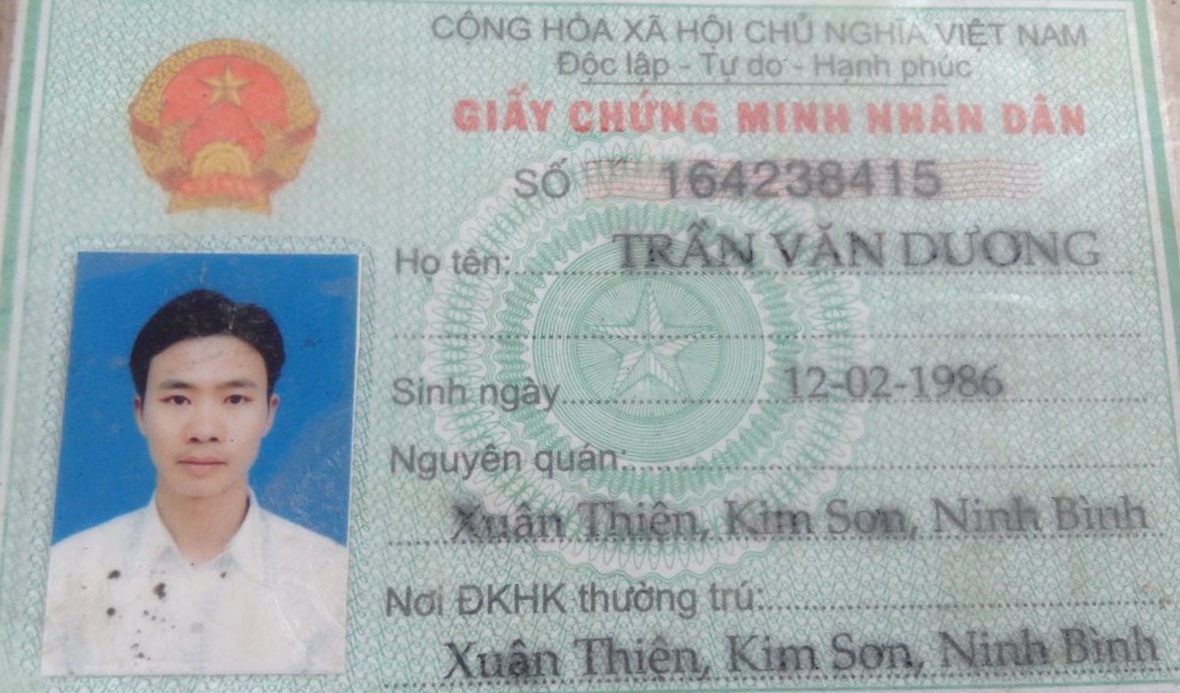 CỘNG HÒA XÃ HỘI CHỦ NGHĨA VIỆT NAM
Độc lập - Tự do - Hạnh phúc
GIẤY CHỨNG MINH NHÂN DÂN
SỐ 164238415
Họ tên: TRẦN VĂN DƯƠNG
Sinh ngày 12-02-1986
Nguyên quán:
Xuân Thiện, Kim Sơn, Ninh Bình
Nơi ĐKHK thường trú:
Xuân Thiện, Kim Sơn, Ninh Bình